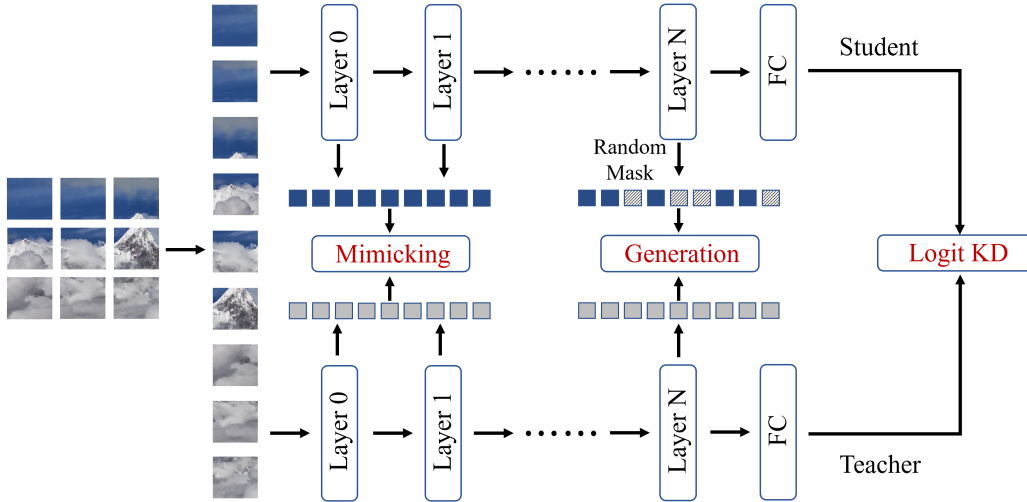 Layer 0
Layer 1
Layer N
FC
Student
Random
Mask
Mimicking
Generation
Logit KD
Layer 0
Layer 1
Layer N
FC
Teacher